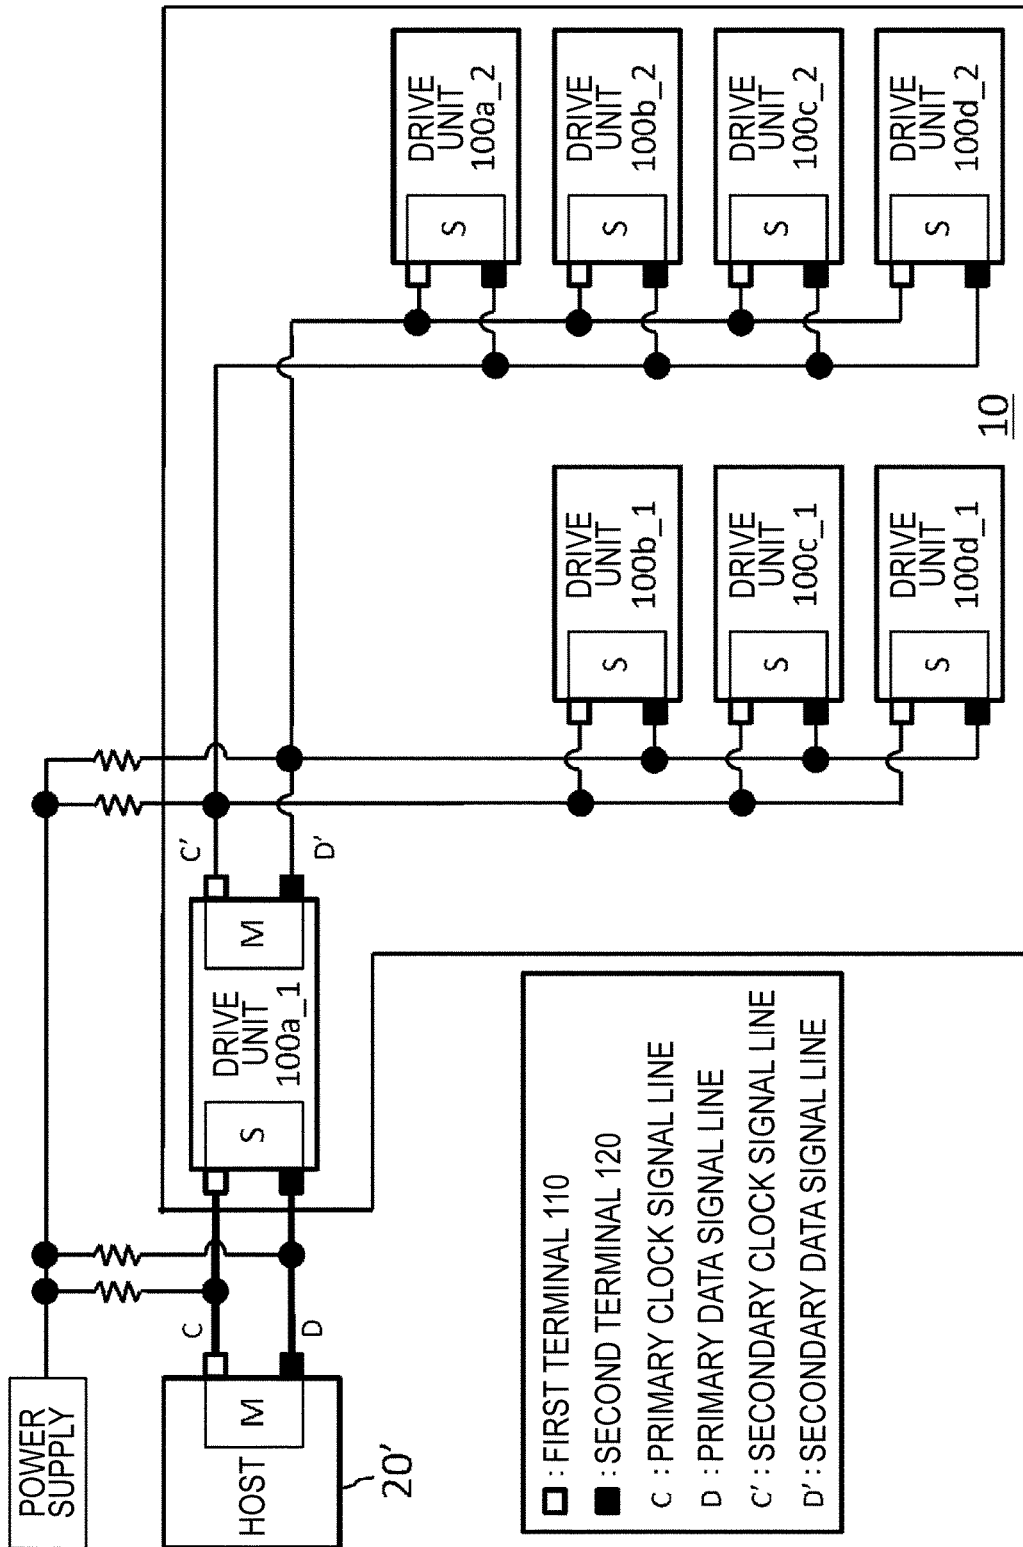 POWER
SUPPLY
HOST
M
20'
C
D
S
DRIVE
UNIT
100a_1
M
C'
D'
S
DRIVE
UNIT
100b_1
S
DRIVE
UNIT
100c_1
S
DRIVE
UNIT
100d_1
S
DRIVE
UNIT
100a_2
S
DRIVE
UNIT
100b_2
S
DRIVE
UNIT
100c_2
S
DRIVE
UNIT
100d_2
10
: FIRST TERMINAL 110
: SECOND TERMINAL 120
C : PRIMARY CLOCK SIGNAL LINE
D : PRIMARY DATA SIGNAL LINE
C' : SECONDARY CLOCK SIGNAL LINE
D' : SECONDARY DATA SIGNAL LINE